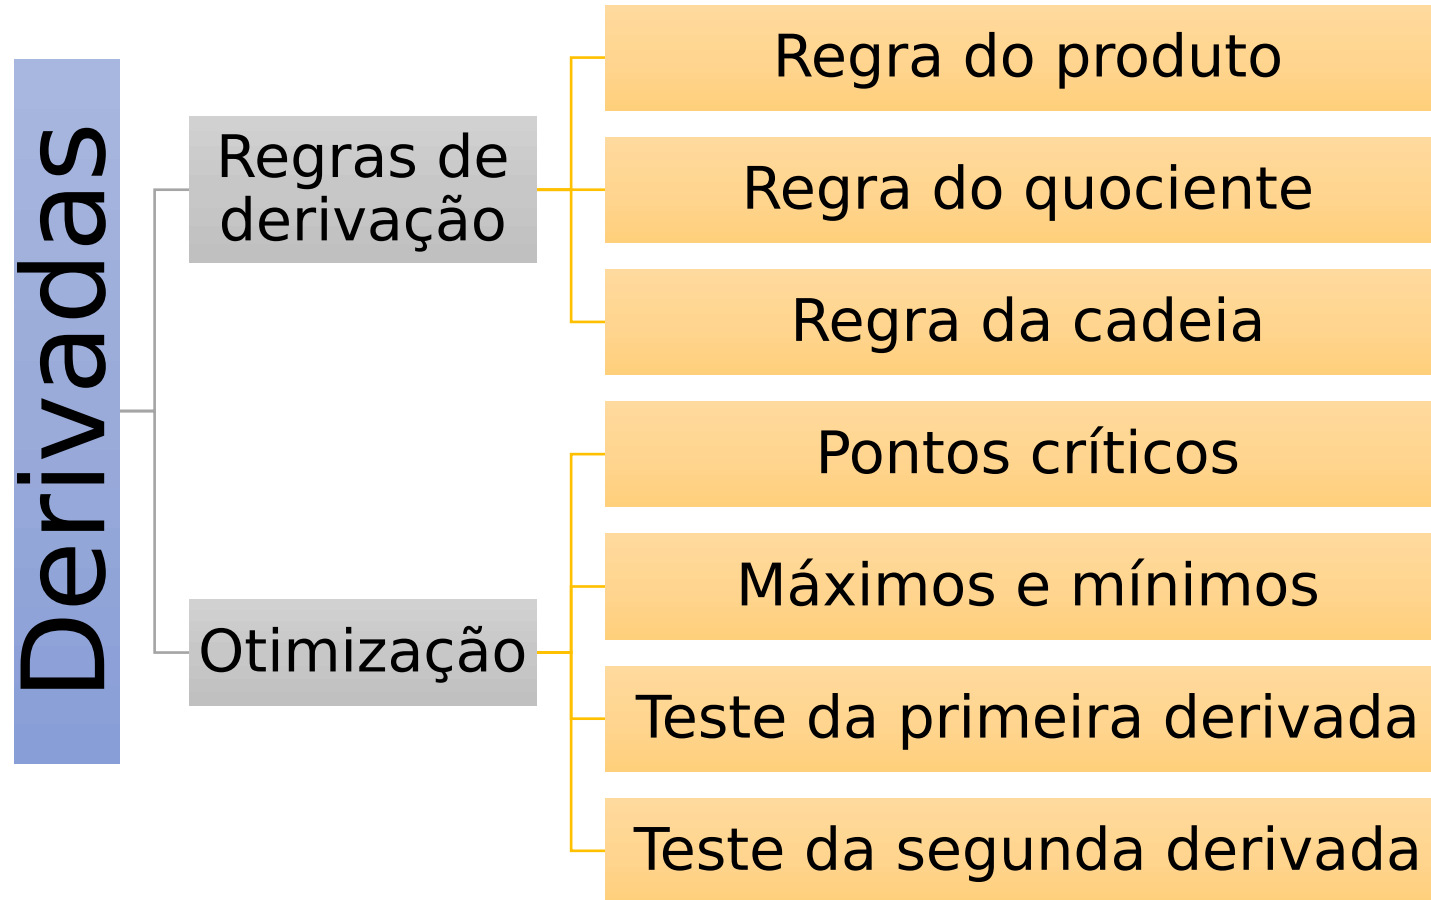 Derivadas
Regras de
derivação
Regra do produto
Regra do quociente
Regra da cadeia
Otimização
Pontos críticos
Máximos e mínimos
Teste da primeira derivada
Teste da segunda derivada